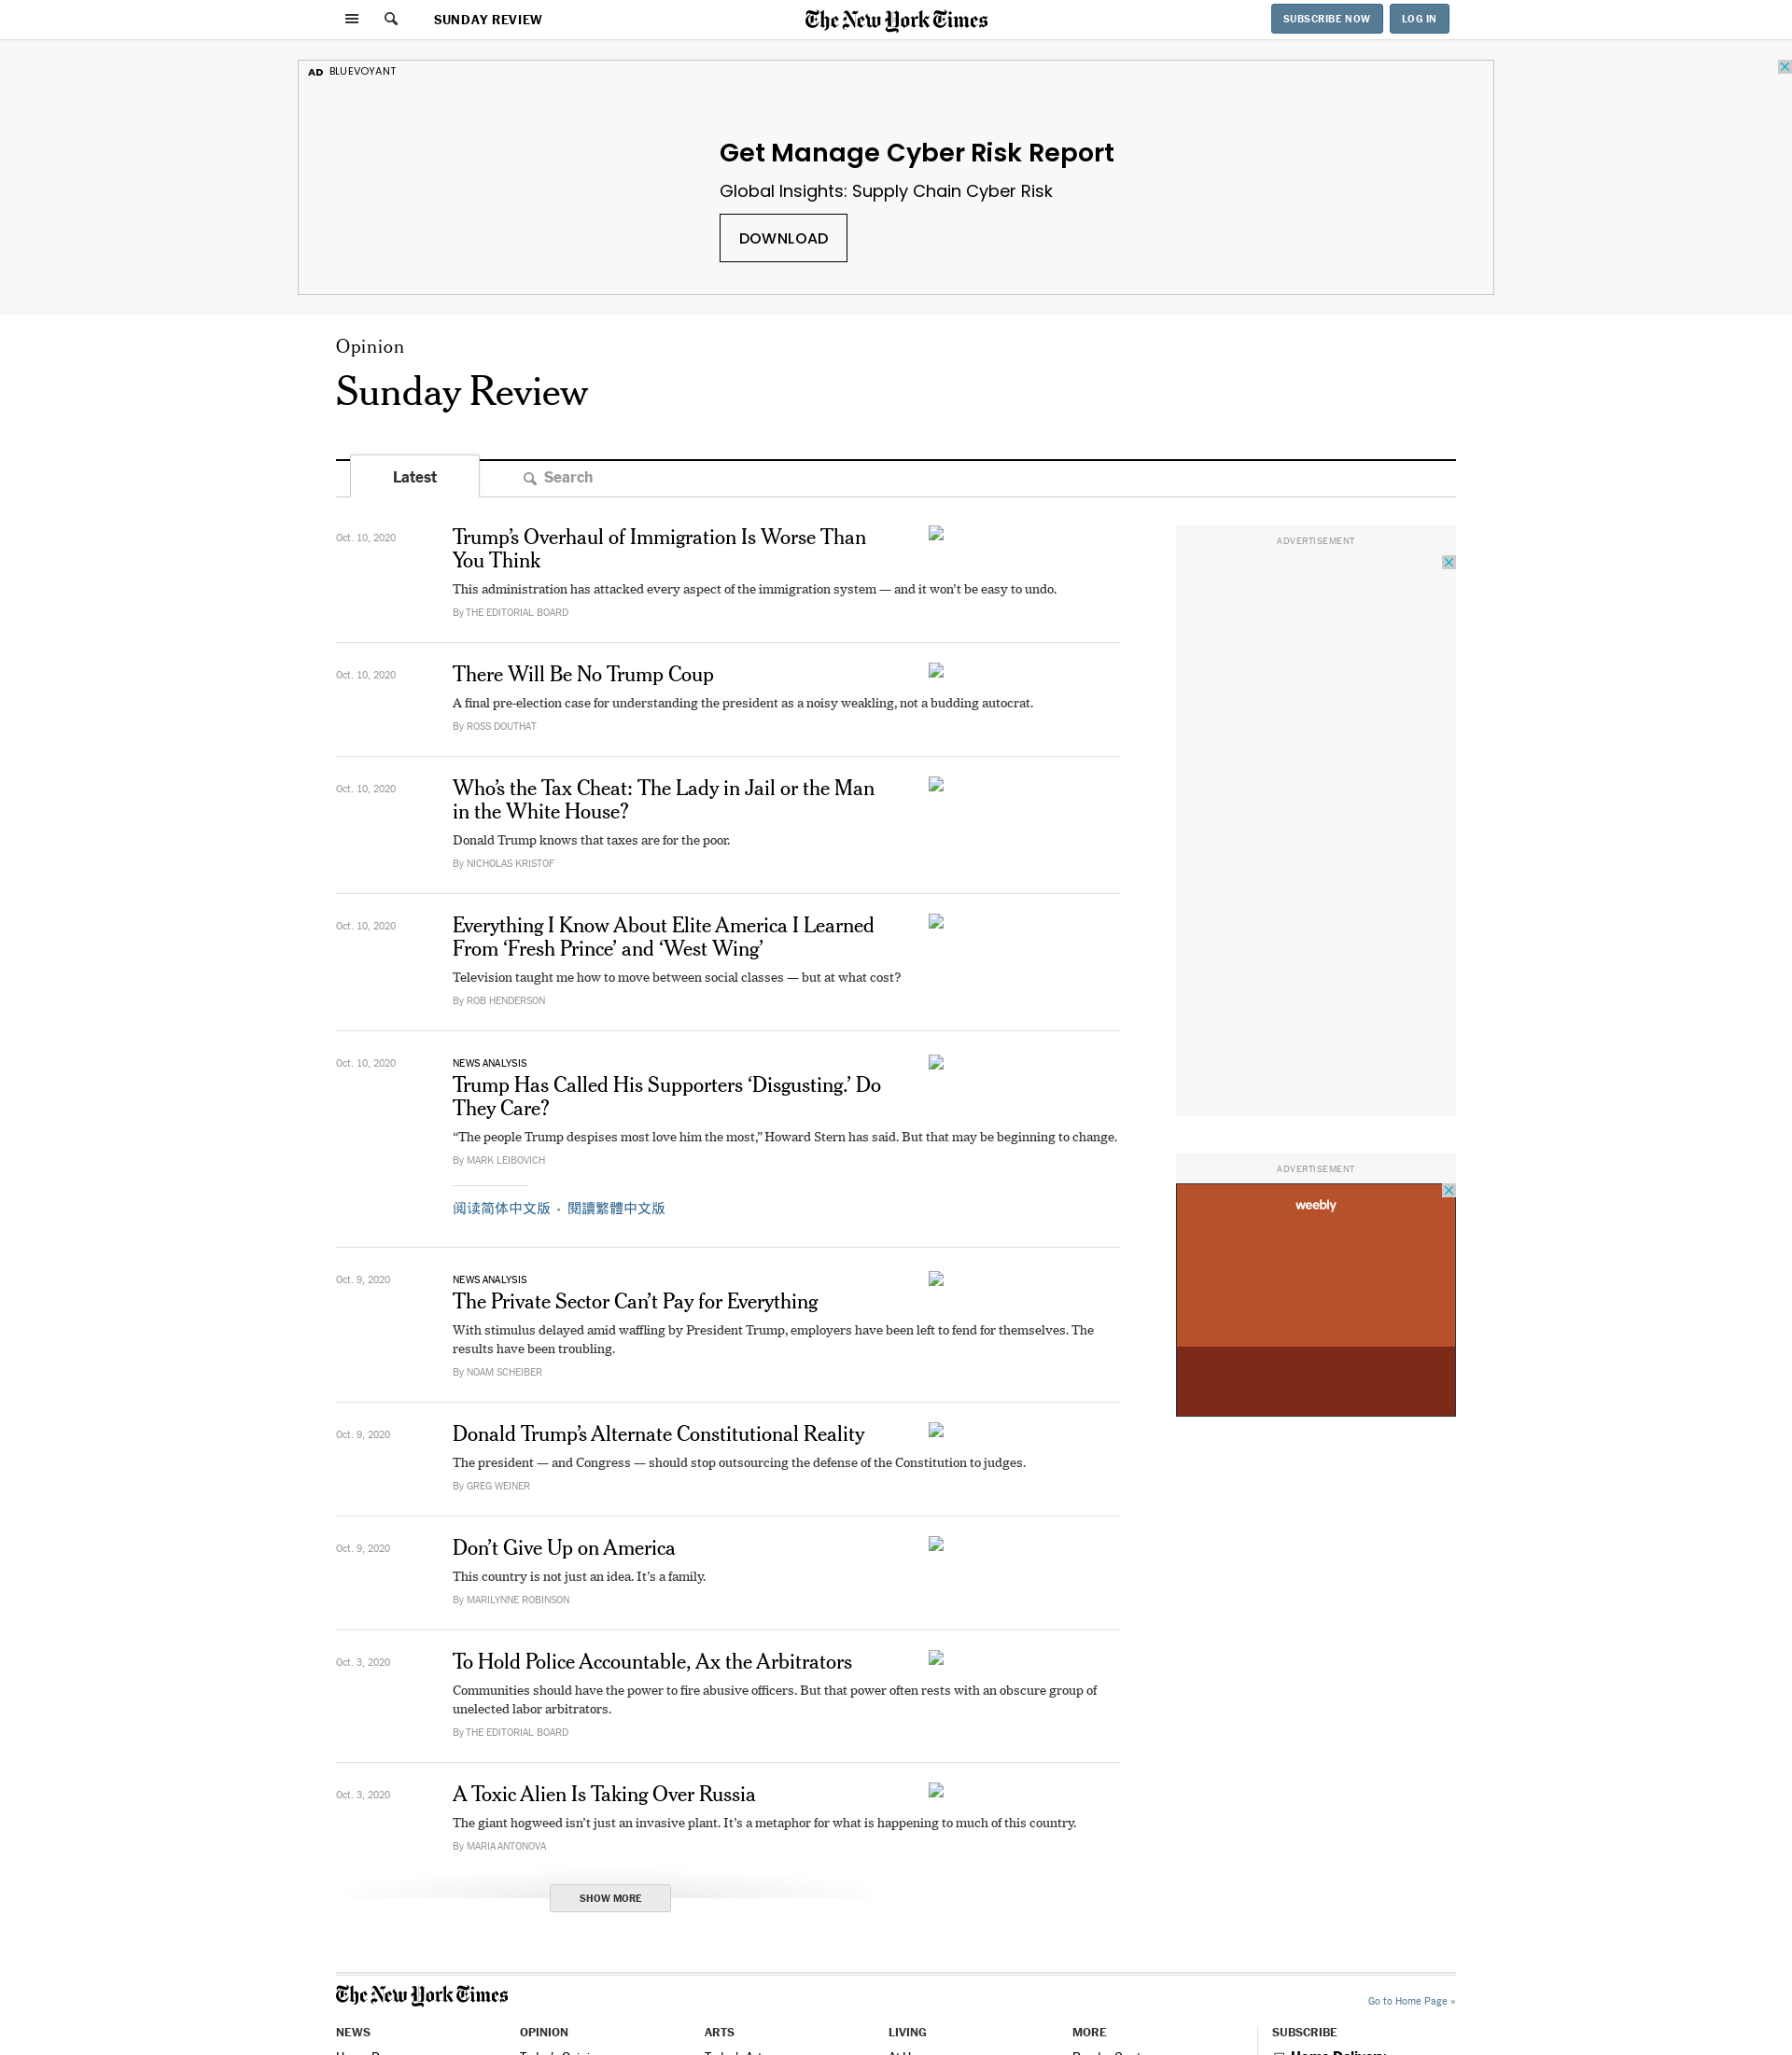 SUNDAY REVIEW
The New York Times
SUBSCRIBE NOW
LOG IN
AD BLUEVOYANT
Get Manage Cyber Risk Report
Global Insights: Supply Chain Cyber Risk
DOWNLOAD
Opinion
Sunday Review
Latest
Search
Oct. 10, 2020
Trump’s Overhaul of Immigration Is Worse Than
You Think
This administration has attacked every aspect of the immigration system — and it won’t be easy to undo.
By THE EDITORIAL BOARD
Oct. 10, 2020
There Will Be No Trump Coup
A final pre-election case for understanding the president as a noisy weakling, not a budding autocrat.
By ROSS DOUTHAT
Oct. 10, 2020
Who’s the Tax Cheat: The Lady in Jail or the Man
in the White House?
Donald Trump knows that taxes are for the poor.
By NICHOLAS KRISTOF
Oct. 10, 2020
Everything I Know About Elite America I Learned
From ‘Fresh Prince’ and ‘West Wing’
Television taught me how to move between social classes — but at what cost?
By ROB HENDERSON
Oct. 10, 2020
NEWS ANALYSIS
Trump Has Called His Supporters ‘Disgusting.’ Do
They Care?
“The people Trump despises most love him the most,” Howard Stern has said. But that may be beginning to change.
By MARK LEIBOVICH
阅读简体中文版 • 閱讀繁體中文版
Oct. 9, 2020
NEWS ANALYSIS
The Private Sector Can’t Pay for Everything
With stimulus delayed amid waffling by President Trump, employers have been left to fend for themselves. The
results have been troubling.
By NOAM SCHEIBER
Oct. 9, 2020
Donald Trump’s Alternate Constitutional Reality
The president — and Congress — should stop outsourcing the defense of the Constitution to judges.
By GREG WEINER
Oct. 9, 2020
Don’t Give Up on America
This country is not just an idea. It’s a family.
By MARILYNNE ROBINSON
Oct. 3, 2020
To Hold Police Accountable, Ax the Arbitrators
Communities should have the power to fire abusive officers. But that power often rests with an obscure group of
unelected labor arbitrators.
By THE EDITORIAL BOARD
Oct. 3, 2020
A Toxic Alien Is Taking Over Russia
The giant hogweed isn’t just an invasive plant. It’s a metaphor for what is happening to much of this country.
By MARIA ANTONOVA
SHOW MORE
ADVERTISEMENT
ADVERTISEMENT
weebly
The New York Times
Go to Home Page »
NEWS
OPINION
ARTS
LIVING
MORE
SUBSCRIBE